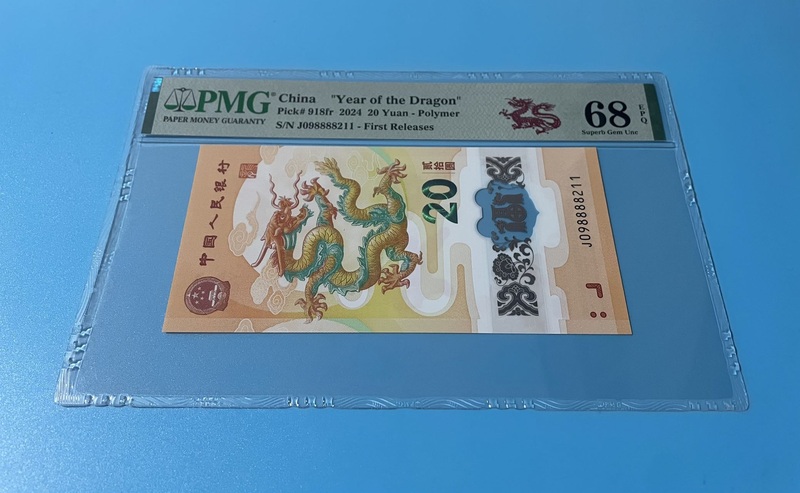 PMG
PAPER MONEY GUARANTY
China "Year of the Dragon"
Pick# 918fr 2024 20 Yuan - Polymer
S/N J098888211 - First Releases
68 EPQ
Superb Gem Unc
中国人民银行
贰拾圆
20
J098888211